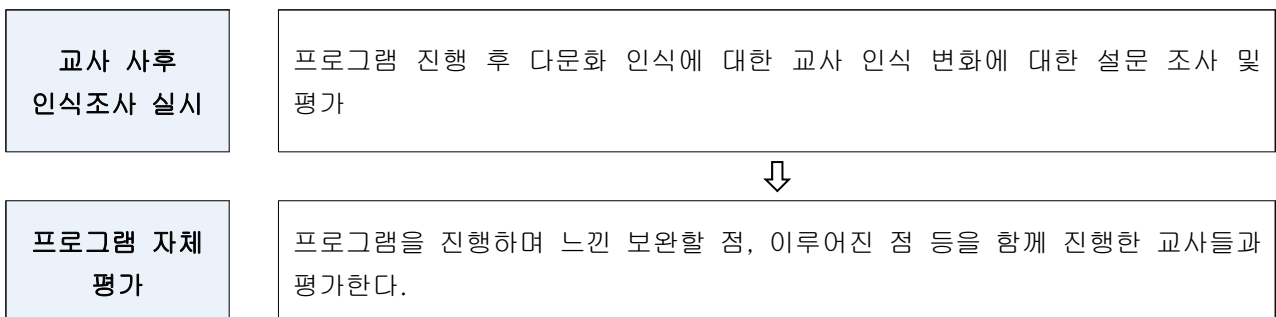 교사 사후
인식조사 실시
프로그램 진행 후 다문화 인식에 대한 교사 인식 변화에 대한 설문 조사 및
평가
⇩
프로그램 자체
평가
프로그램을 진행하며 느낀 보완할 점, 이루어진 점 등을 함께 진행한 교사들과
평가한다.